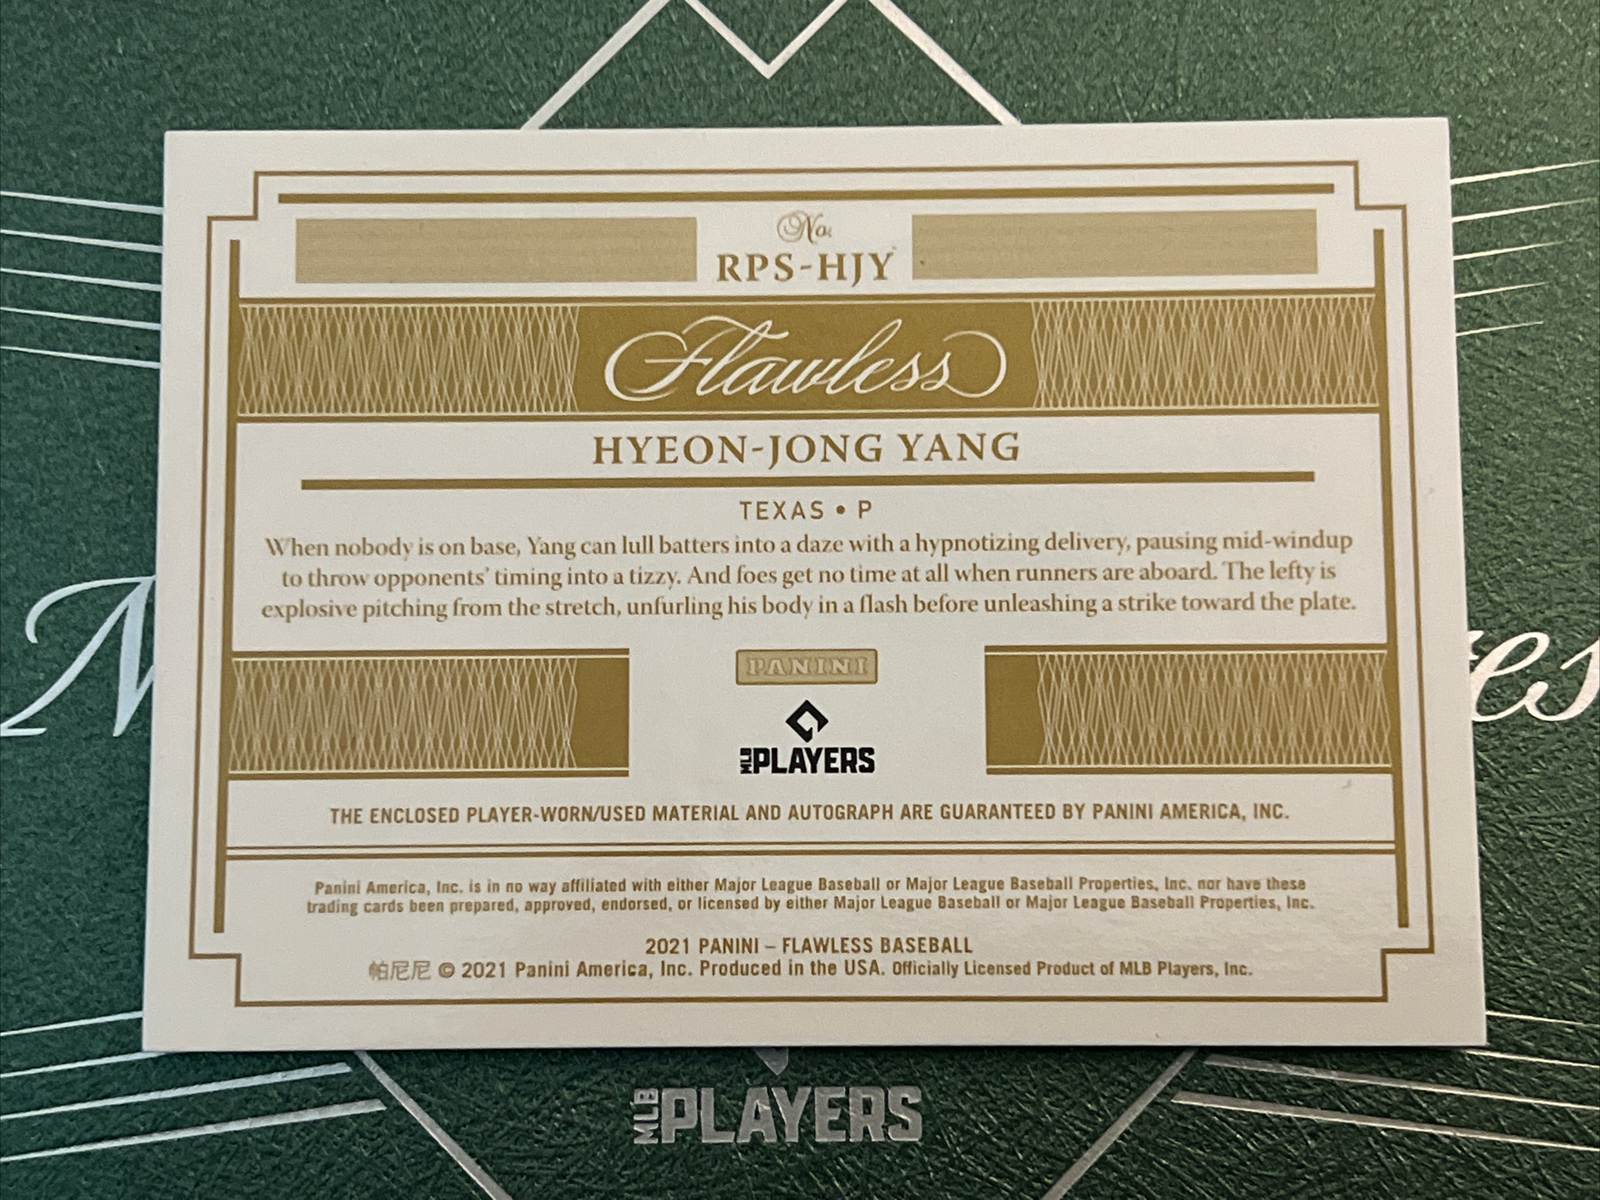 No.
RPS-HJY
Flawless
HYEON-JONG YANG
TEXAS • P
When nobody is on base, Yang can lull batters into a daze with a hypnotizing delivery, pausing mid-windup
to throw opponents' timing into a tizzy. And foes get no time at all when runners are aboard. The lefty is
explosive pitching from the stretch, unfurling his body in a flash before unleashing a strike toward the plate.
PANINI
MLB PLAYERS
THE ENCLOSED PLAYER-WORN/USED MATERIAL AND AUTOGRAPH ARE GUARANTEED BY PANINI AMERICA, INC.
Panini America, Inc. is in no way affiliated with either Major League Baseball or Major League Baseball Properties, Inc. nor have these
trading cards been prepared, approved, endorsed, or licensed by either Major League Baseball or Major League Baseball Properties, Inc.
2021 PANINI – FLAWLESS BASEBALL
帕尼尼 © 2021 Panini America, Inc. Produced in the USA. Officially Licensed Product of MLB Players, Inc.
MLB PLAYERS